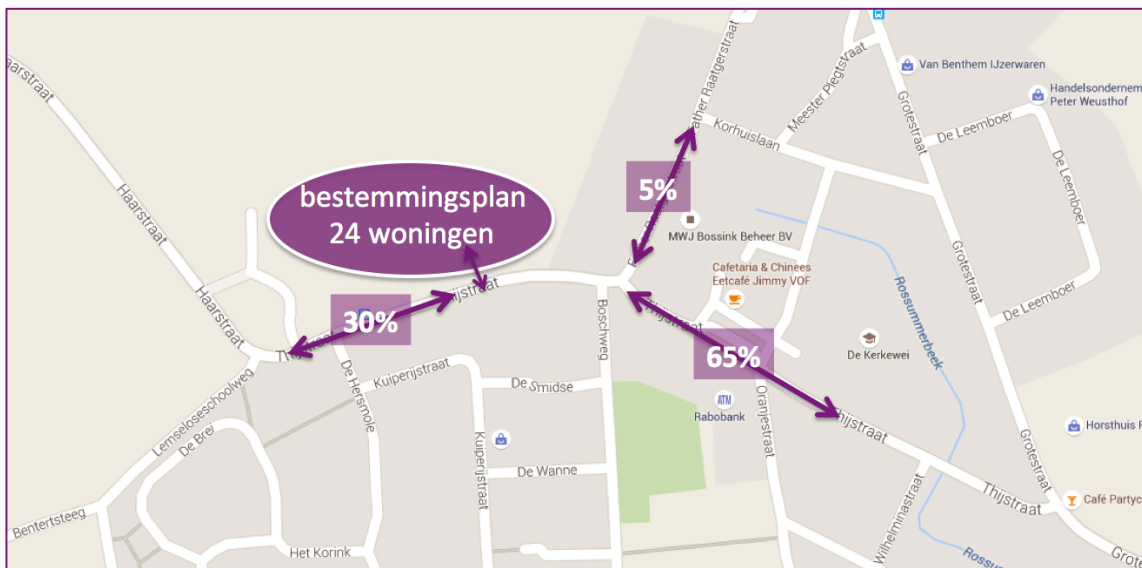 Haarstraat
Haarstraat
Haarstraat
bestemmingsplan
24 woningen
5%
30%
65%
Korhuislaan
Meester Plegtstraat
Van Benthem IJzerwaren
Handelsondernem
Peter Weusthof
Grotestraat
De Leemboer
De Leemboer
De Leemboer
MWJ Bossink Beheer BV
Cafetaria & Chinees
Eetcafé Jimmy VOF
Rossummerbeek
Grotestraat
De Kerkewei
Thijstraat
Boschweg
Kuiperijstraat
De Smidse
De Hersmole
Lemseloseschoolweg
Rabobank
ATM
Oranjestraat
Thijstraat
Horsthuis
Grotestraat
Kuiperijstraat
De Wanne
Bentertsteeg
Het Korink
Wilhelminastraat
Thijstraat
Café Partyc